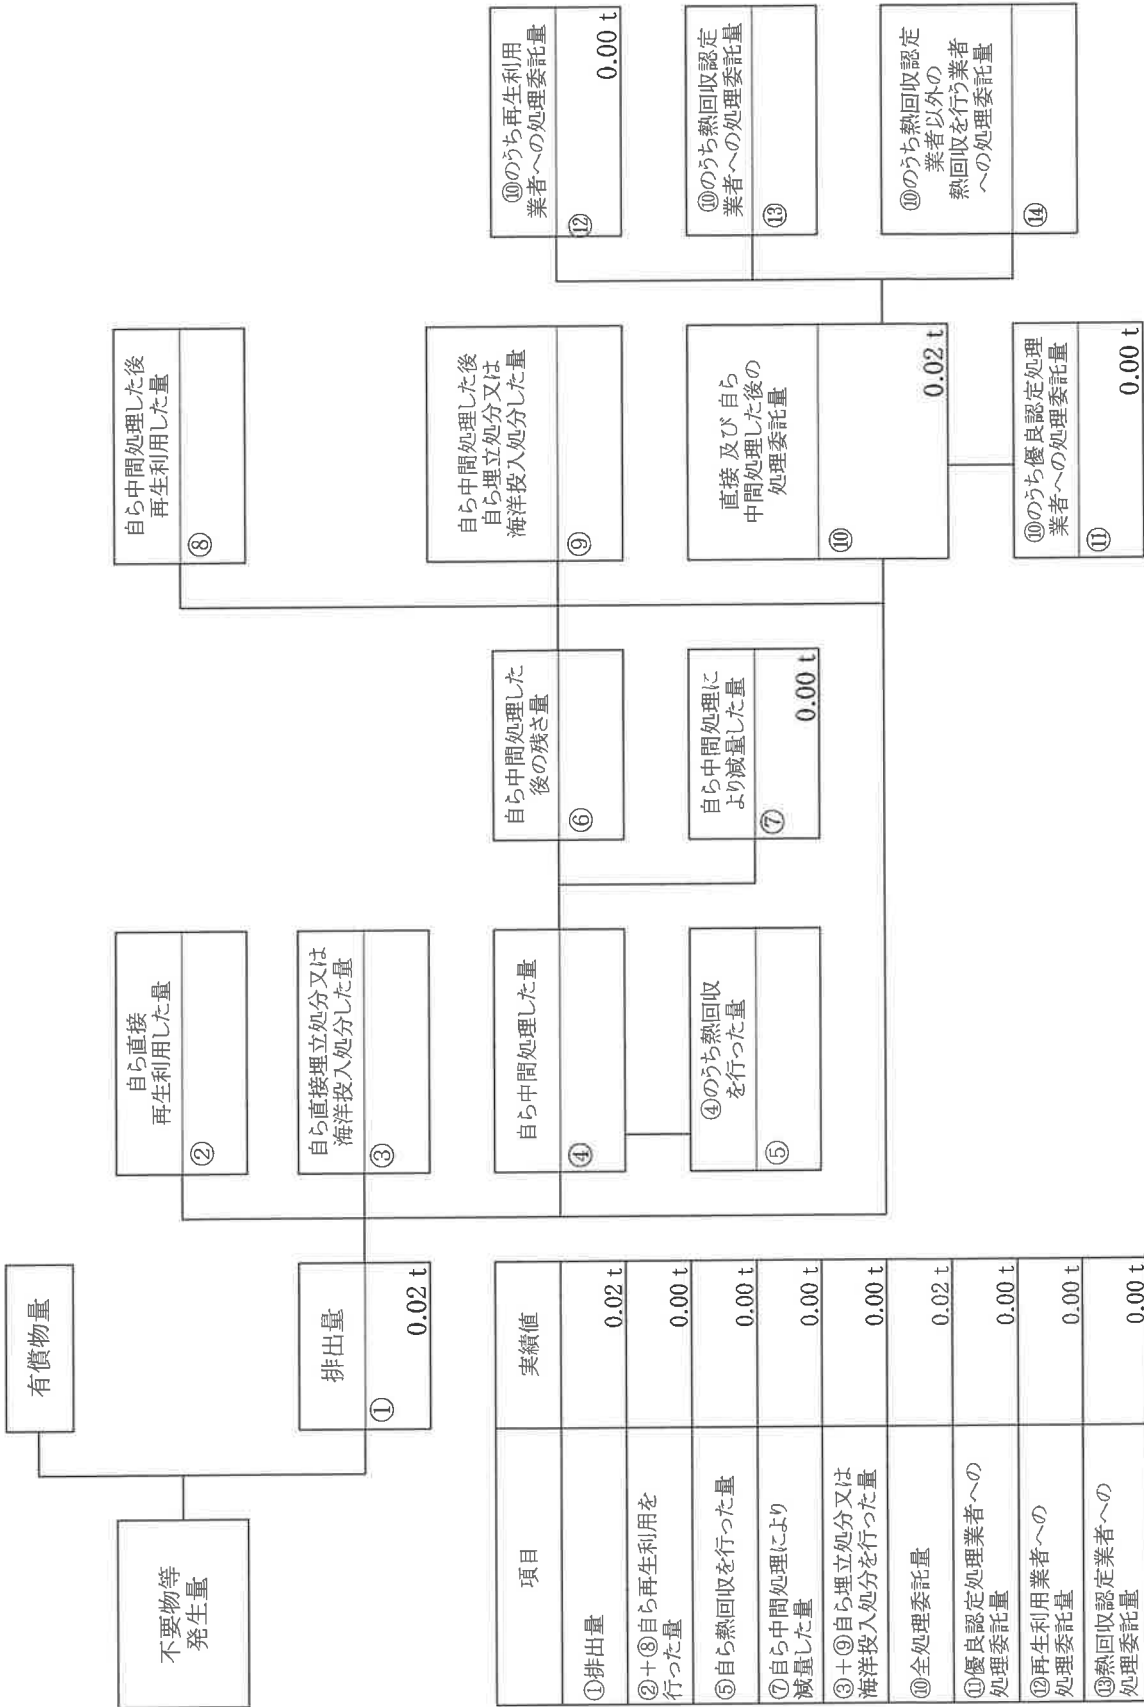 不要物等
発生量
有償物量
排出量
①
0.02 t
自ら直接
再生利用した量
②
自ら直接埋立処分又は
海洋投入処分した量
③
自ら中間処理した量
④
④のうち熱回収
を行った量
⑤
自ら中間処理した
後の残さ量
⑥
自ら中間処理に
より減量した量
⑦
0.00 t
自ら中間処理した後
再生利用した量
⑧
自ら中間処理した後
自ら埋立処分又は
海洋投入処分した量
⑨
直接 及び 自ら
中間処理した後の
処理委託量
⑩
0.02 t
⑩のうち優良認定処理
業者への処理委託量
⑪
0.00 t
⑩のうち再生利用
業者への処理委託量
⑫
0.00 t
⑩のうち熱回収認定
業者への処理委託量
⑬
⑩のうち熱回収認定
業者以外の
熱回収を行う業者
への処理委託量
⑭
項目 実績値
①排出量 0.02 t
②+⑧自ら再生利用を
行った量 0.00 t
⑤自ら熱回収を行った量 0.00 t
⑦自ら中間処理により
減量した量 0.00 t
③+⑨自ら埋立処分又は
海洋投入処分を行った量 0.00 t
⑩全処理委託量 0.02 t
⑪優良認定処理業者への
処理委託量 0.00 t
⑫再生利用業者への
処理委託量 0.00 t
⑬熱回収認定業者への
処理委託量 0.00 t